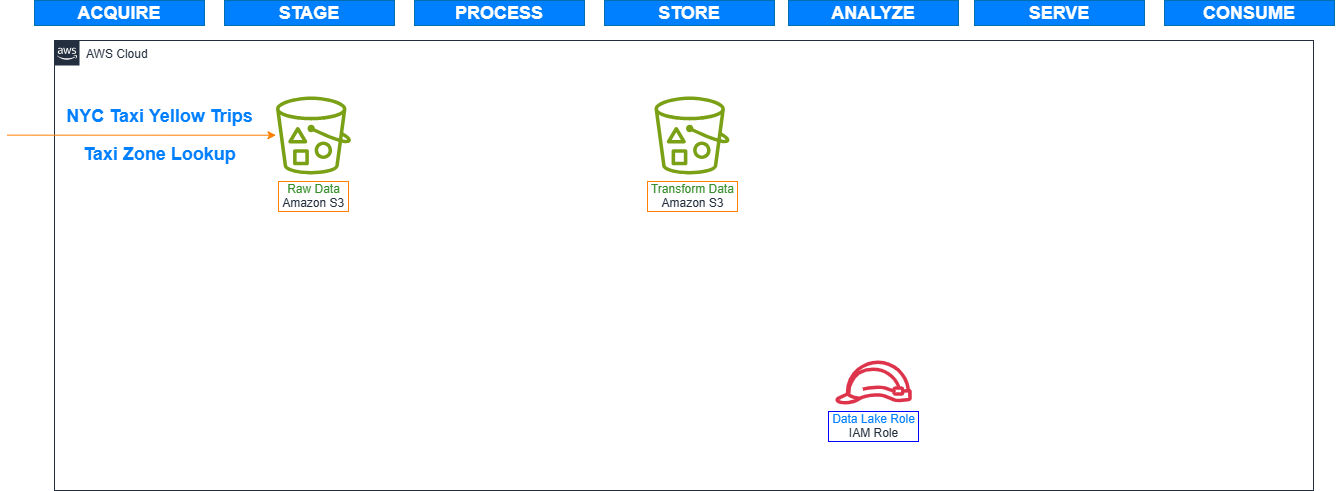 ACQUIRE
STAGE
PROCESS
STORE
ANALYZE
SERVE
CONSUME
aws
AWS Cloud
NYC Taxi Yellow Trips
Taxi Zone Lookup
Raw Data
Amazon S3
Transform Data
Amazon S3
Data Lake Role
IAM Role